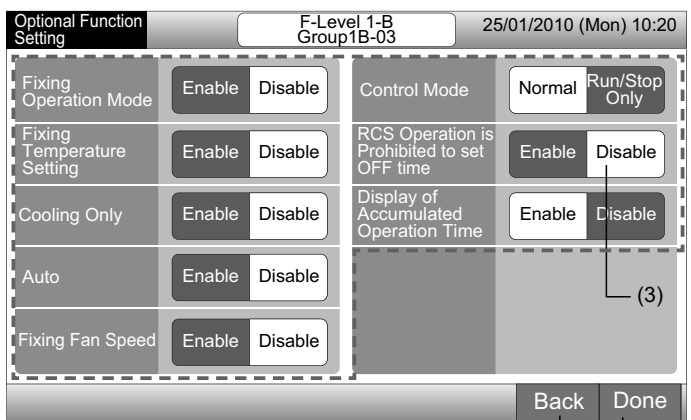 Optional Function
Setting
F-Level 1-B
Group1B-03
25/01/2010 (Mon) 10:20
Fixing
Operation Mode
Enable Disable
Fixing
Temperature
Setting
Enable Disable
Cooling Only
Enable Disable
Auto
Enable Disable
Fixing Fan Speed
Enable Disable
Control Mode
Normal Run/Stop
Only
RCS Operation is
Prohibited to set
OFF time
Enable Disable
Display of
Accumulated
Operation Time
Enable Disable
(3)
Back Done